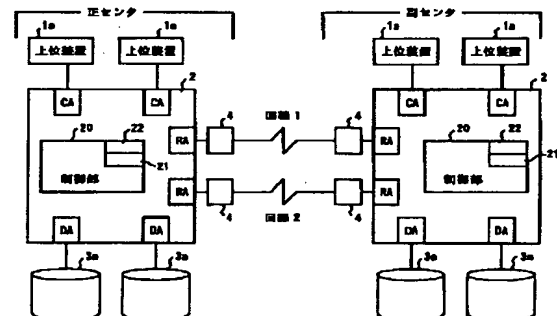 正センタ
副センタ
1a 1a 1a 1a
上位装置 上位装置 上位装置 上位装置
2 2
CA CA CA CA
20 22 4 回線 1 4 20 22
RA RA
21 21
制御部 制御部
RA RA
4 回線 2 4
DA DA DA DA
3a 3a 3a 3a